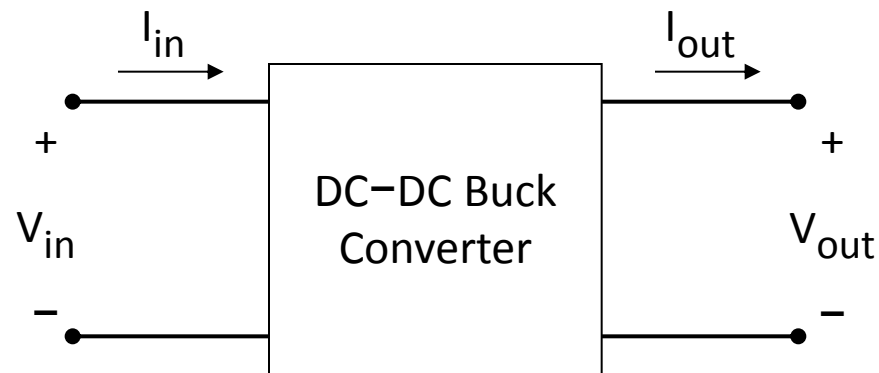 I_in
I_out
+
+
DC−DC Buck
Converter
V_in
V_out
−
−